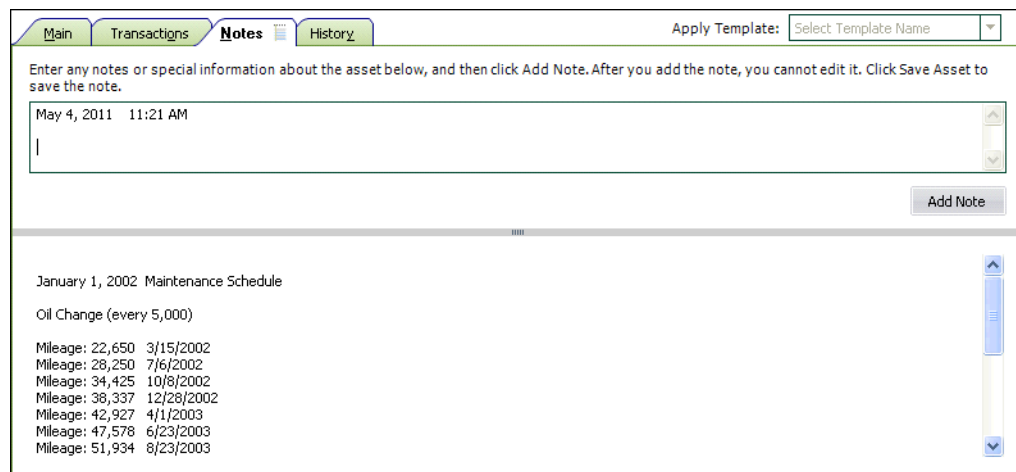 Main Transactions Notes History Apply Template: Select Template Name
Enter any notes or special information about the asset below, and then click Add Note. After you add the note, you cannot edit it. Click Save Asset to
save the note.
May 4, 2011 11:21 AM
Add Note
January 1, 2002 Maintenance Schedule
Oil Change (every 5,000)
Mileage: 22,650 3/15/2002
Mileage: 28,250 7/6/2002
Mileage: 34,425 10/8/2002
Mileage: 38,337 12/28/2002
Mileage: 42,927 4/1/2003
Mileage: 47,578 6/23/2003
Mileage: 51,934 8/23/2003